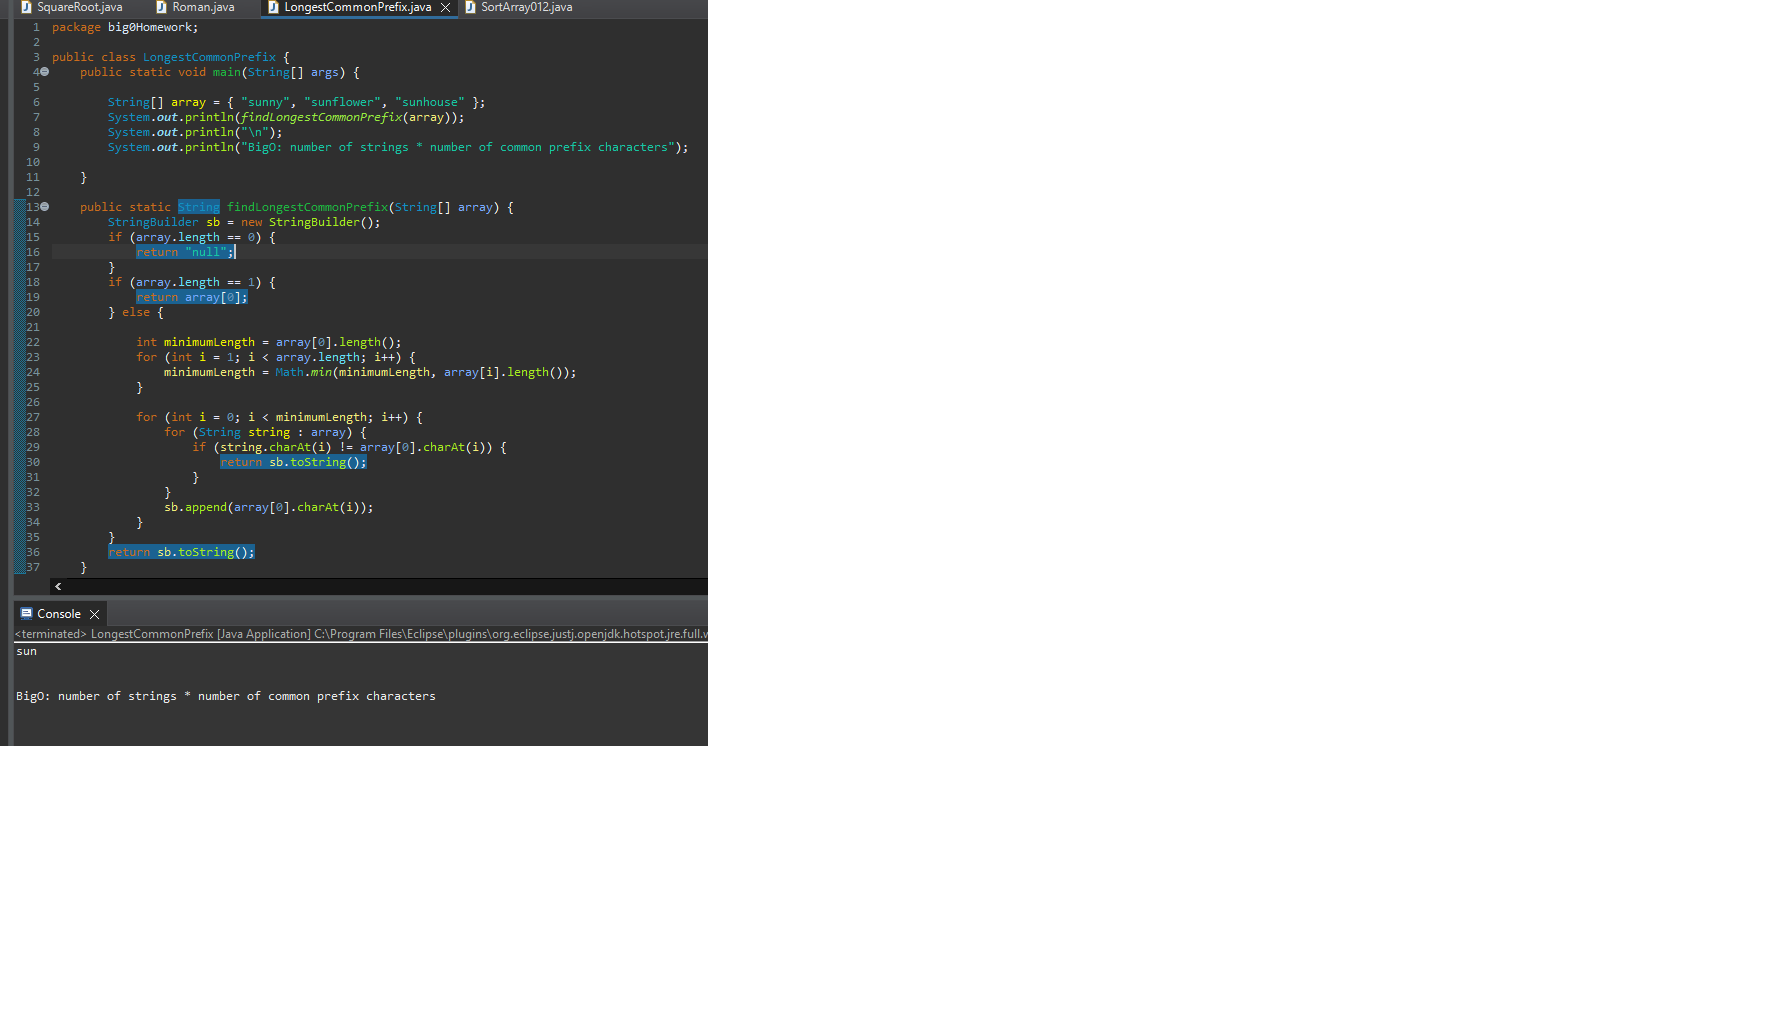 SquareRoot.java Roman.java LongestCommonPrefix.java SortArray012.java
1 package big0Homework;
2
3 public class LongestCommonPrefix {
4 public static void main(String[] args) {
5
6 String[] array = { "sunny", "sunflower", "sunhouse" };
7 System.out.println(findLongestCommonPrefix(array));
8 System.out.println("\n");
9 System.out.println("BigO: number of strings * number of common prefix characters");
10
11 }
12
13 public static String findLongestCommonPrefix(String[] array) {
14 StringBuilder sb = new StringBuilder();
15 if (array.length == 0) {
16 return "null";
17 }
18 if (array.length == 1) {
19 return array[0];
20 } else {
21
22 int minimumLength = array[0].length();
23 for (int i = 1; i < array.length; i++) {
24 minimumLength = Math.min(minimumLength, array[i].length());
25 }
26
27 for (int i = 0; i < minimumLength; i++) {
28 for (String string : array) {
29 if (string.charAt(i) != array[0].charAt(i)) {
30 return sb.toString();
31 }
32 }
33 sb.append(array[0].charAt(i));
34 }
35 }
36 return sb.toString();
37 }
Console
<terminated> LongestCommonPrefix [Java Application] C:\Program Files\Eclipse\plugins\org.eclipse.justj.openjdk.hotspot.jre.full.w
sun
BigO: number of strings * number of common prefix characters